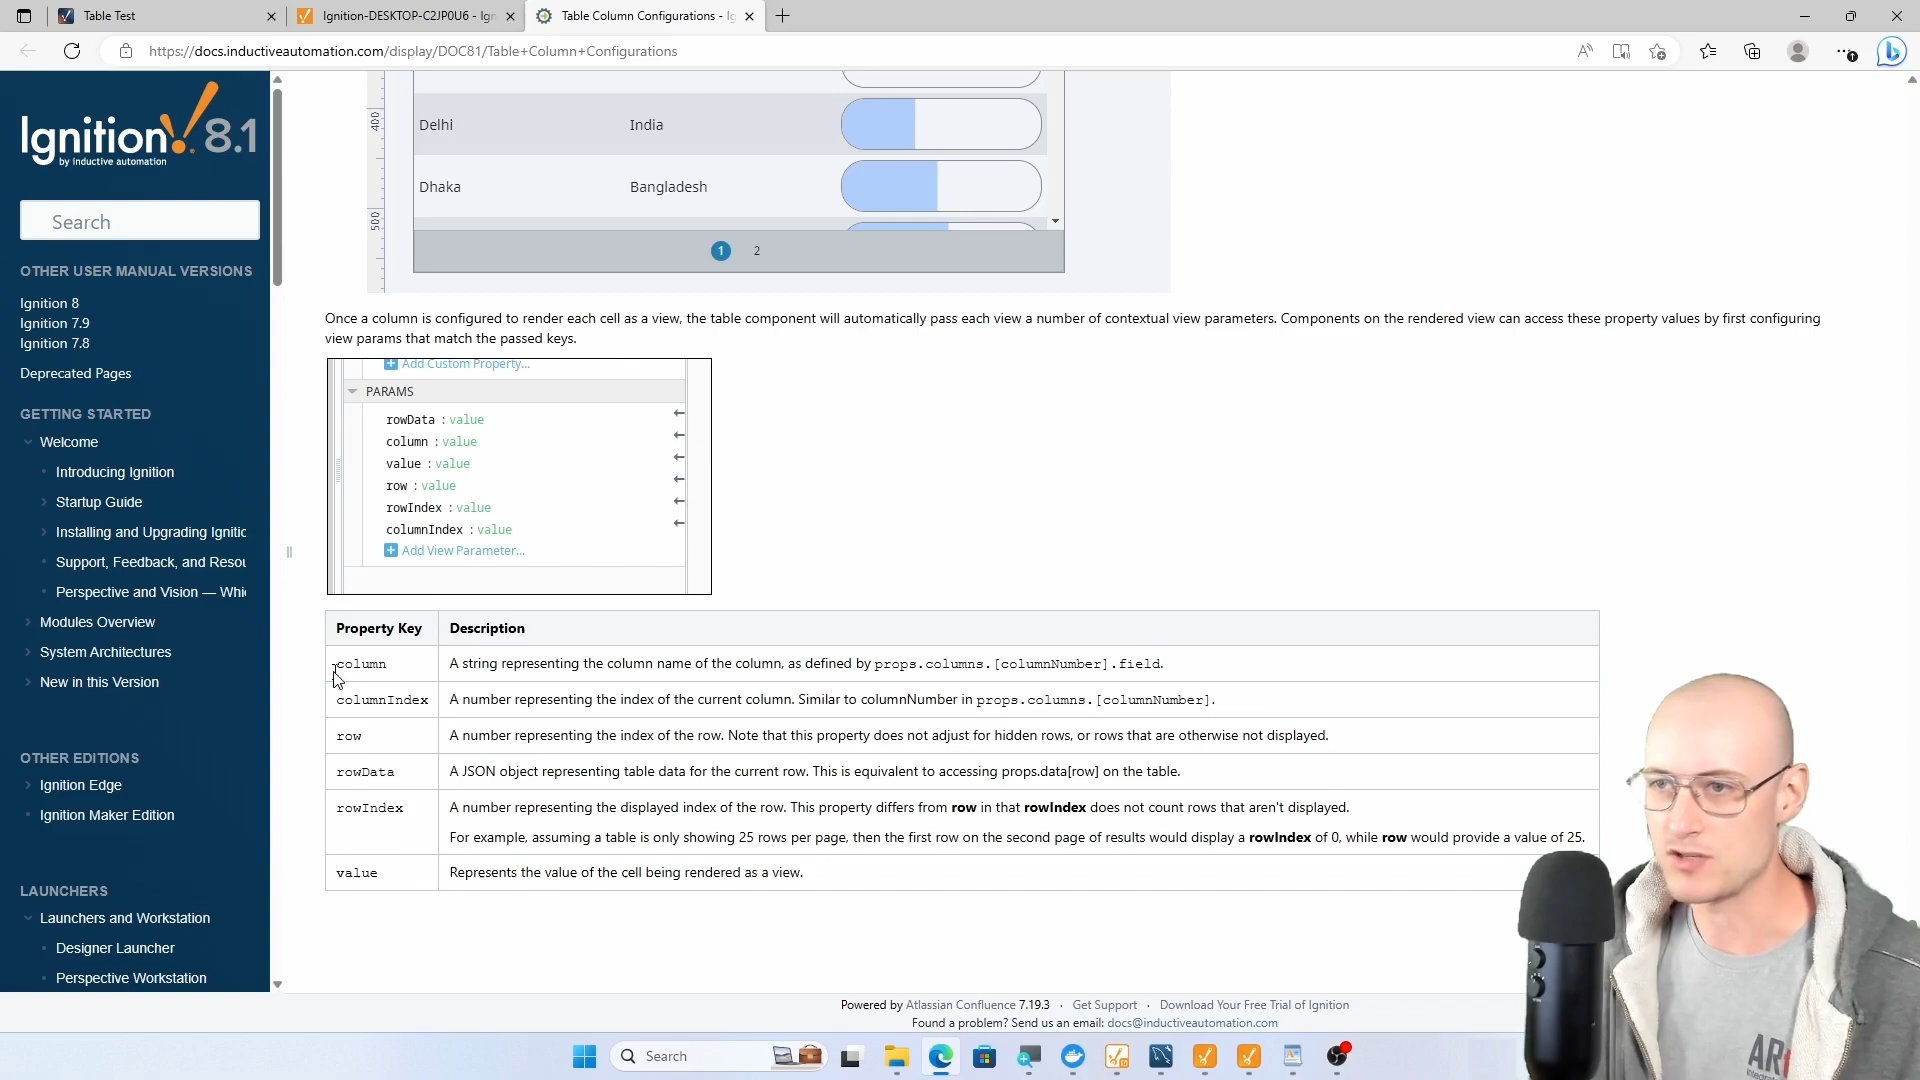 Table Test
Ignition-DESKTOP-C2JP0U6 - Ign
Table Column Configurations - Ig
https://docs.inductiveautomation.com/display/DOC81/Table+Column+Configurations
Ignition! 8.1
by inductive automation
Search
OTHER USER MANUAL VERSIONS
Ignition 8
Ignition 7.9
Ignition 7.8
Deprecated Pages
GETTING STARTED
Welcome
Introducing Ignition
Startup Guide
Installing and Upgrading Ignitic
Support, Feedback, and Resou
Perspective and Vision — Whi
Modules Overview
System Architectures
New in this Version
OTHER EDITIONS
Ignition Edge
Ignition Maker Edition
LAUNCHERS
Launchers and Workstation
Designer Launcher
Perspective Workstation
400
Delhi India
Dhaka Bangladesh
500
1 2
Once a column is configured to render each cell as a view, the table component will automatically pass each view a number of contextual view parameters. Components on the rendered view can access these property values by first configuring
view params that match the passed keys.
Add Custom Property...
PARAMS
rowData : value
column : value
value : value
row : value
rowIndex : value
columnIndex : value
Add View Parameter...
Property Key Description
column A string representing the column name of the column, as defined by props.columns.[columnNumber].field.
columnIndex A number representing the index of the current column. Similar to columnNumber in props.columns.[columnNumber].
row A number representing the index of the row. Note that this property does not adjust for hidden rows, or rows that are otherwise not displayed.
rowData A JSON object representing table data for the current row. This is equivalent to accessing props.data[row] on the table.
rowIndex A number representing the displayed index of the row. This property differs from row in that rowIndex does not count rows that aren't displayed.
For example, assuming a table is only showing 25 rows per page, then the first row on the second page of results would display a rowIndex of 0, while row would provide a value of 25.
value Represents the value of the cell being rendered as a view.
Powered by Atlassian Confluence 7.19.3 · Get Support · Download Your Free Trial of Ignition
Found a problem? Send us an email: docs@inductiveautomation.com
Search